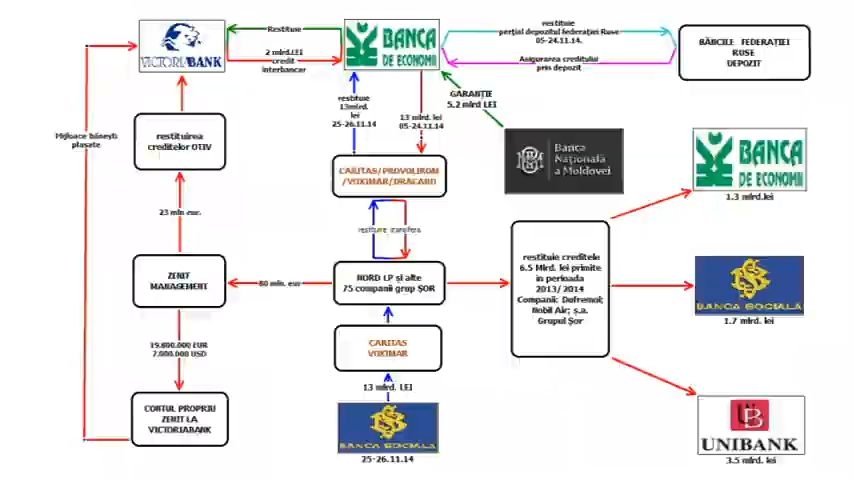 VICTORIABANK
Restituie
2 mlrd.LEI
credit
interbancar
BANCA
DE ECONOMII
restituie
parțial depozitul federației Ruse
05-24.11.14.
Asigurarea creditului
prin depozit
BĂNCILE FEDERAȚIEI
RUSE
DEPOZIT
Mijloace bănești
plasate
restituirea
creditelor OTIV
restituie
13mlrd.
lei
25-26.11.14
13 mlrd. lei
05-24.11.14
GARANȚIE
5.2 mlrd LEI
Banca
Națională
a Moldovei
CARITAS/PROVOLIROM
/VOXIMAR/DRACARD
BANCA
DE ECONOMII
1.3 mlrd.lei
23 mln eur.
restituire transfera
ZENIT
MANAGEMENT
80 mln. eur
NORD LP și alte
75 companii grup ȘOR
restituie creditele
6.5 Mlrd. lei primite
in perioada
2013/ 2014
Companii: Dufremol;
Nobil Air; ș.a.
Grupul Șor
BANCA SOCIALĂ
1.7 mlrd. lei
19.800.000 EUR
7.000.000 USD
CARITAS
VOXIMAR
13 mlrd. LEI
CONTUL PROPRIU
ZENIT LA
VICTORIABANK
BANCA SOCIALĂ
25-26.11.14
UB
UNIBANK
3.5 mlrd. lei